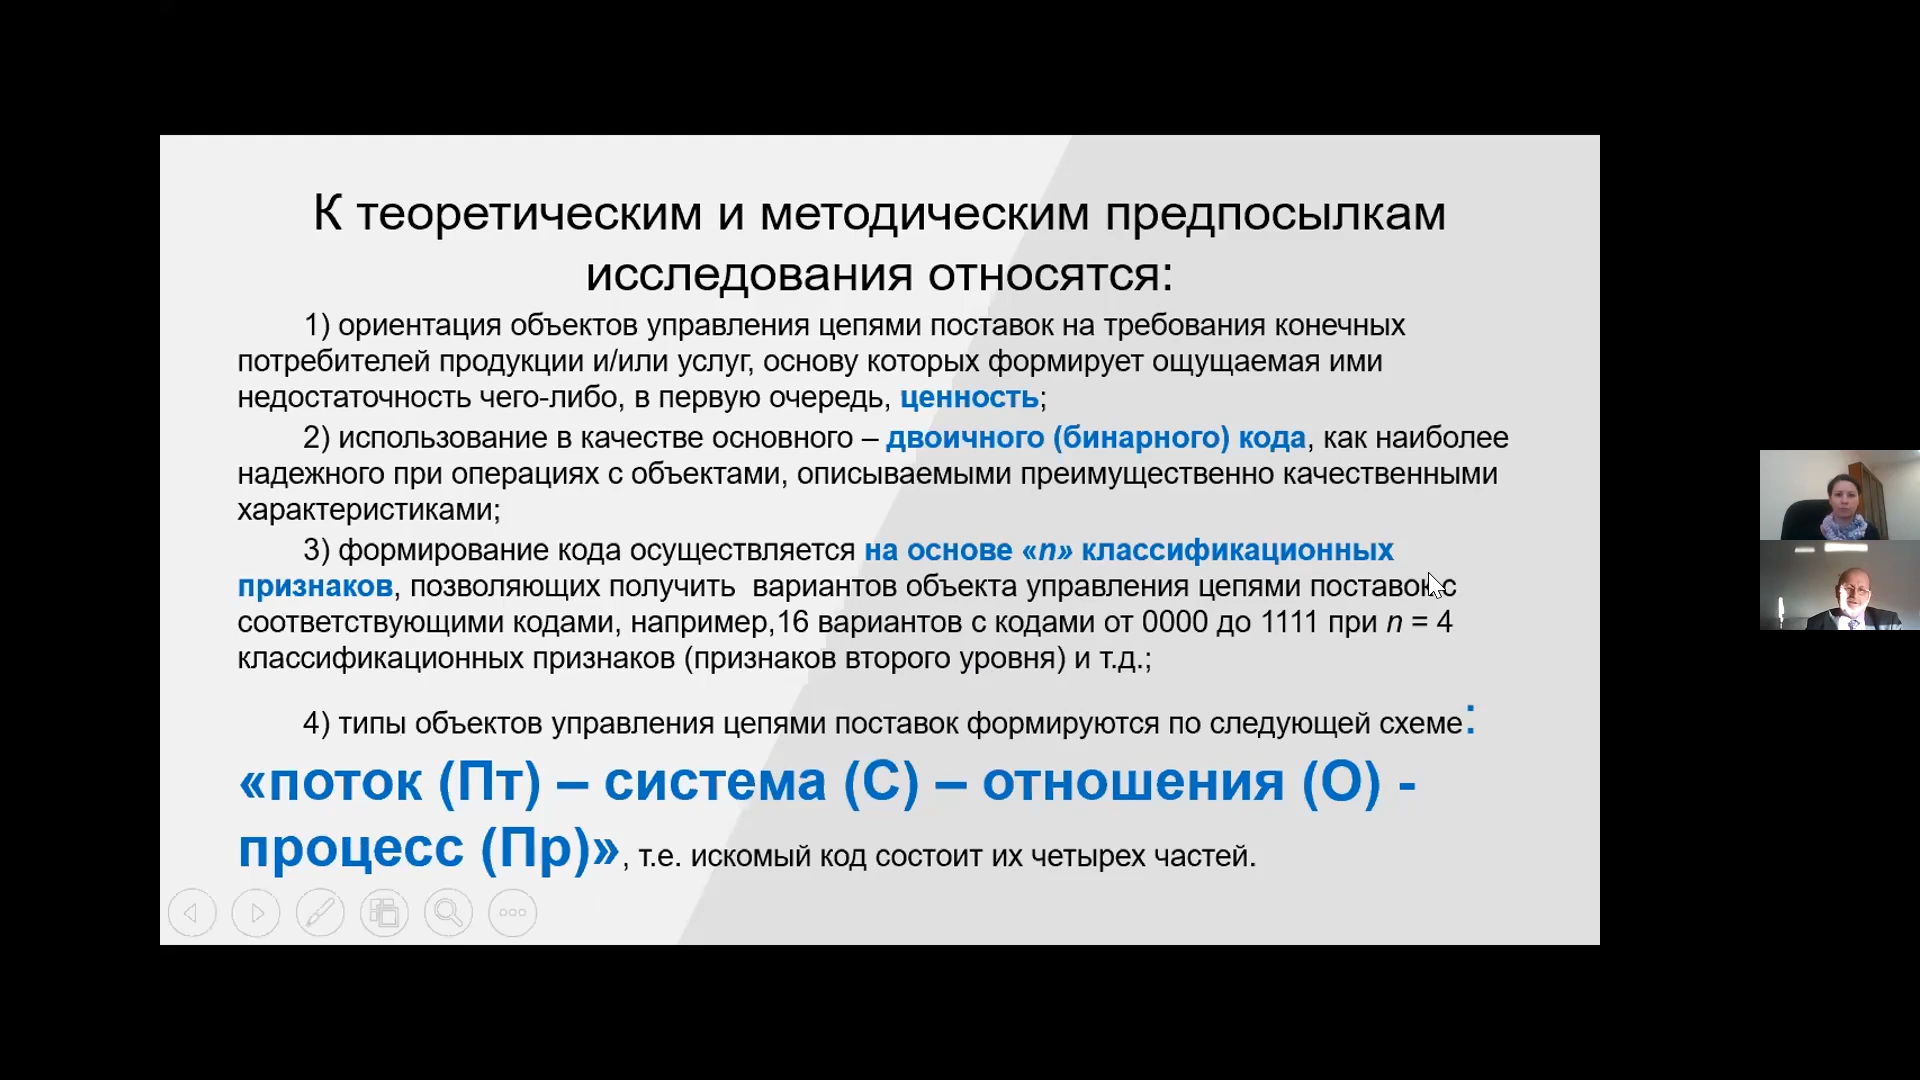 К теоретическим и методическим предпосылкам
исследования относятся:
1) ориентация объектов управления цепями поставок на требования конечных
потребителей продукции и/или услуг, основу которых формирует ощущаемая ими
недостаточность чего-либо, в первую очередь, ценность;
2) использование в качестве основного – двоичного (бинарного) кода, как наиболее
надежного при операциях с объектами, описываемыми преимущественно качественными
характеристиками;
3) формирование кода осуществляется на основе «n» классификационных
признаков, позволяющих получить  вариантов объекта управления цепями поставок с
соответствующими кодами, например,16 вариантов с кодами от 0000 до 1111 при n = 4
классификационных признаков (признаков второго уровня) и т.д.;
4) типы объектов управления цепями поставок формируются по следующей схеме:
«поток (Пт) – система (С) – отношения (О) -
процесс (Пр)», т.е. искомый код состоит их четырех частей.